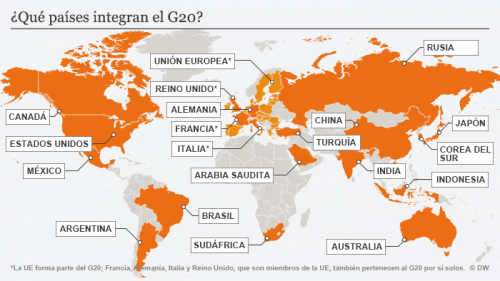 ¿Qué países integran el G20?
RUSIA
UNIÓN EUROPEA*
REINO UNIDO*
ALEMANIA
CANADÁ
CHINA
JAPÓN
FRANCIA*
ESTADOS UNIDOS
TURQUÍA
ITALIA*
COREA DEL
SUR
MÉXICO
ARABIA SAUDITA
INDIA
INDONESIA
BRASIL
ARGENTINA
SUDÁFRICA
AUSTRALIA
*La UE forma parte del G20; Francia, Alemania, Italia y Reino Unido, que son miembros de la UE, también pertenecen al G20 por sí solos. © DW